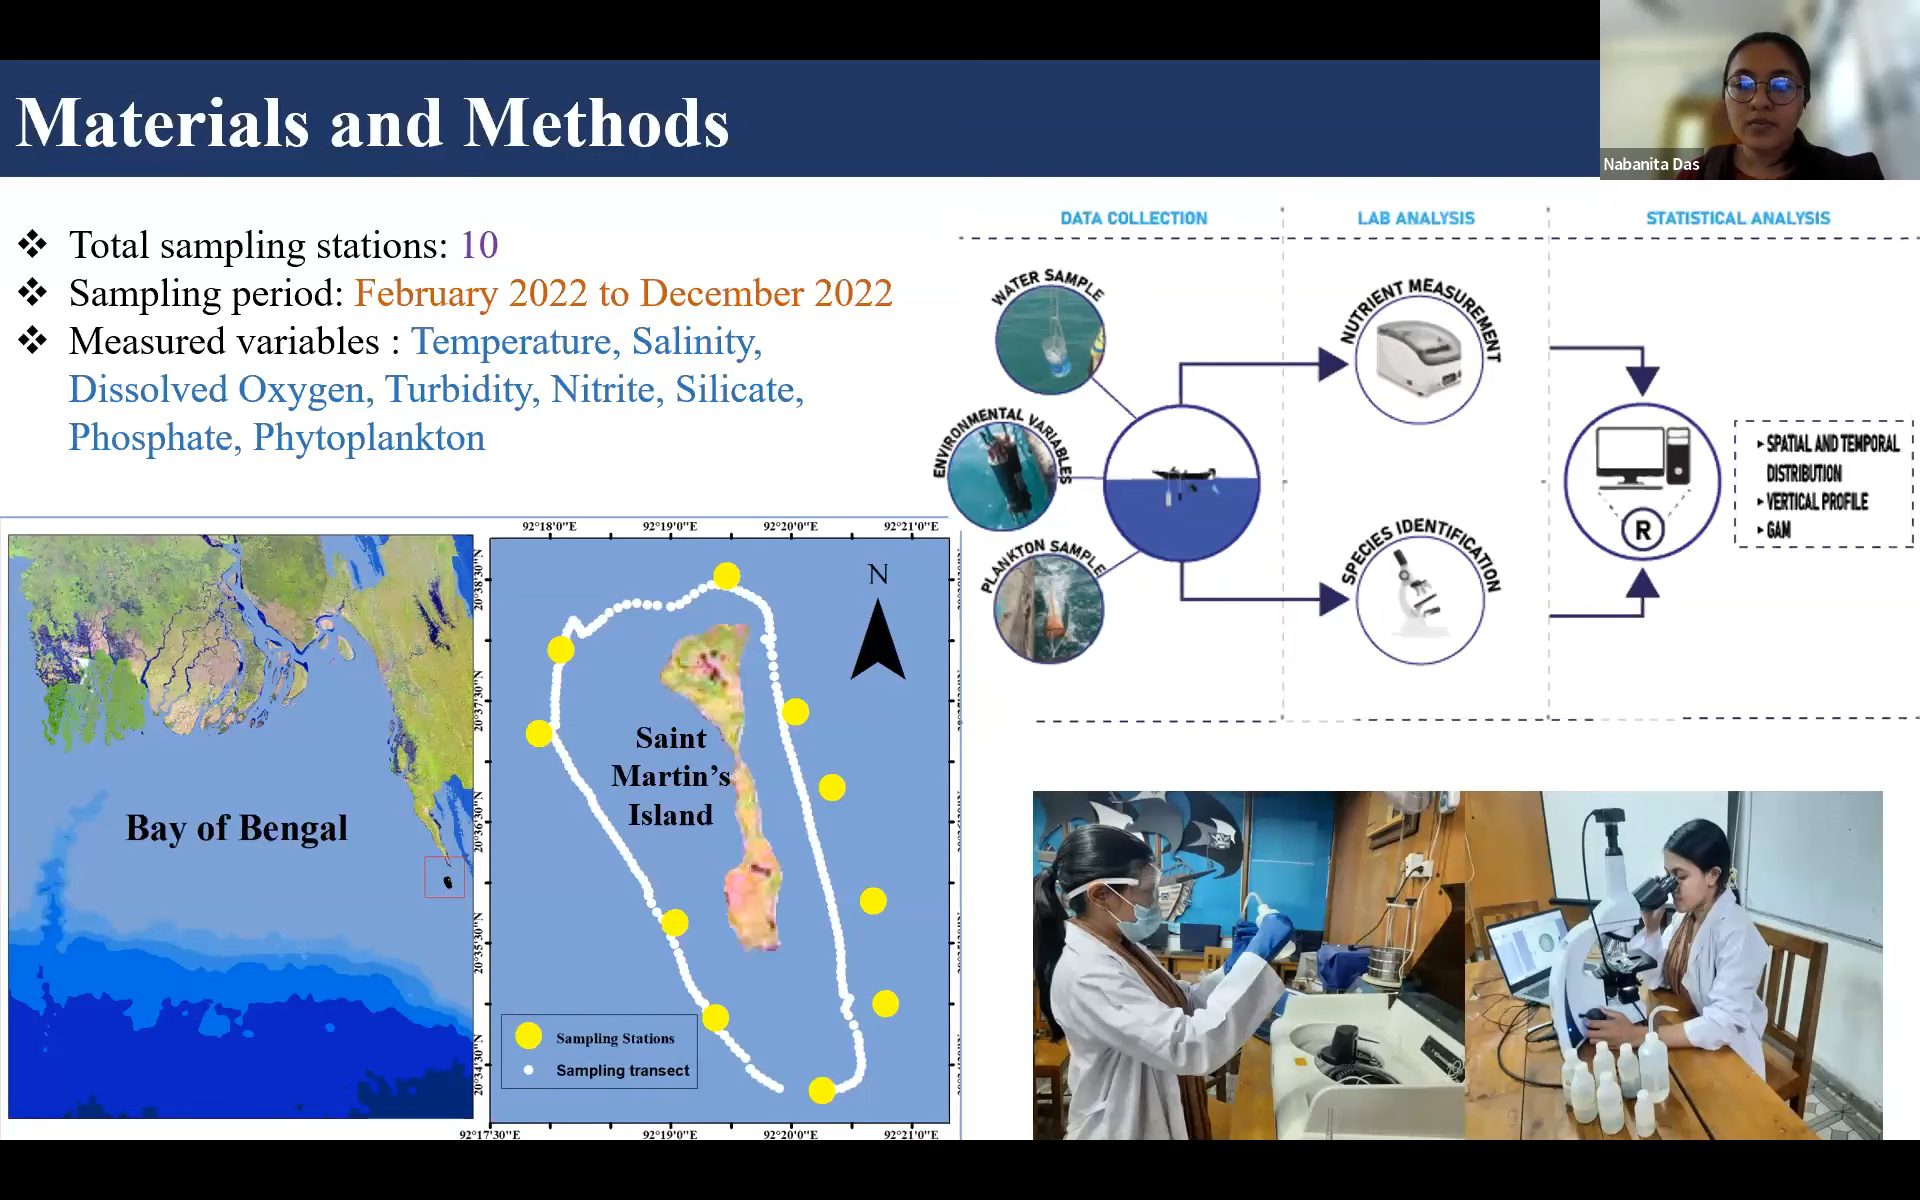 Materials and Methods
Nabanita Das
❖ Total sampling stations: 10
❖ Sampling period: February 2022 to December 2022
❖ Measured variables : Temperature, Salinity,
Dissolved Oxygen, Turbidity, Nitrite, Silicate,
Phosphate, Phytoplankton
DATA COLLECTION
LAB ANALYSIS
STATISTICAL ANALYSIS
WATER SAMPLE
ENVIRONMENTAL VARIABLES
PLANKTON SAMPLE
NUTRIENT MEASUREMENT
SPECIES IDENTIFICATION
R
▸ SPATIAL AND TEMPORAL
DISTRIBUTION
▸ VERTICAL PROFILE
▸ GAM
Bay of Bengal
92°18'0"E 92°19'0"E 92°20'0"E 92°21'0"E
20°38'30"N
20°37'30"N
20°36'30"N
20°35'30"N
20°34'30"N
N
Saint
Martin's
Island
Sampling Stations
Sampling transect
92°17'30"E 92°19'0"E 92°20'0"E 92°21'0"E